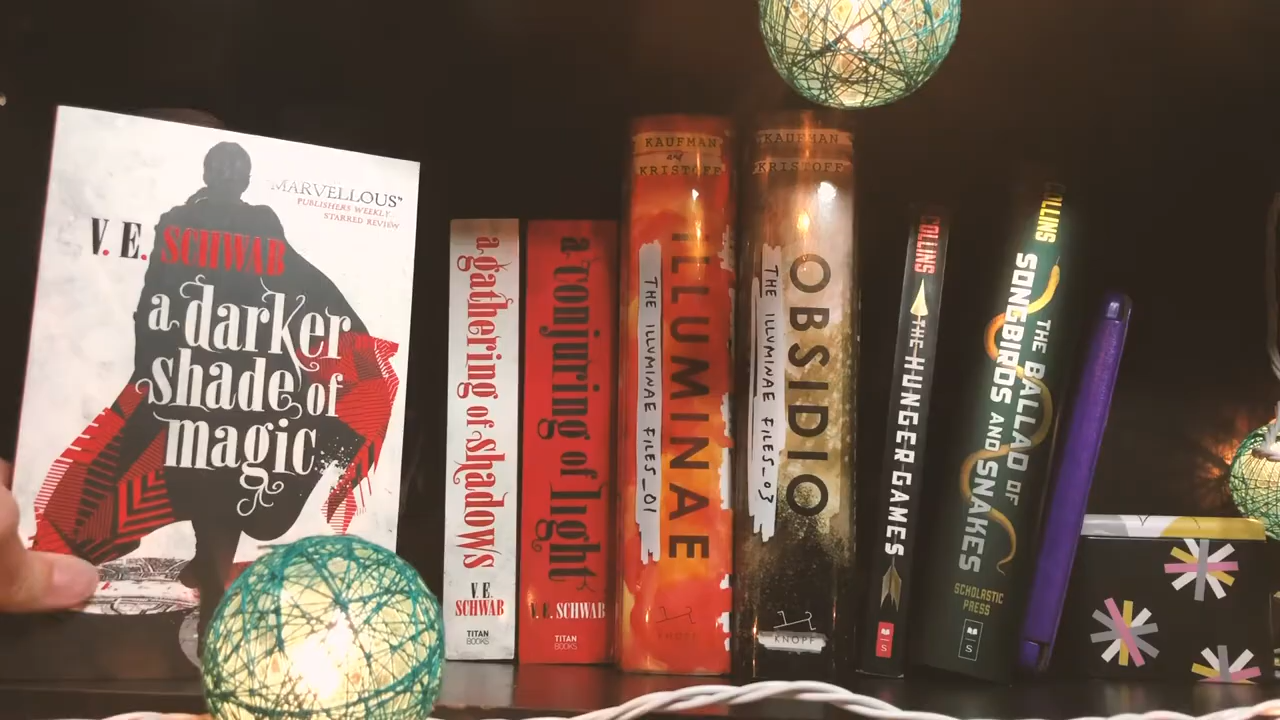 "MARVELLOUS"
PUBLISHERS WEEKLY,
STARRED REVIEW
V. E. SCHWAB
a darker
shade of
magic
a gathering of shadows
V. E.
SCHWAB
TITAN
BOOKS
a conjuring of light
V. E. SCHWAB
TITAN
BOOKS
KAUFMAN
and
KRISTOFF
ILLUMINAE
THE ILLUMINAE FILES_01
KNOPF
KAUFMAN
KRISTOFF
OBSIDIO
THE ILLUMINAE FILES_03
KNOPF
COLLINS
THE HUNGER GAMES
S
COLLINS
THE BALLAD OF
SONGBIRDS AND SNAKES
SCHOLASTIC
PRESS
S